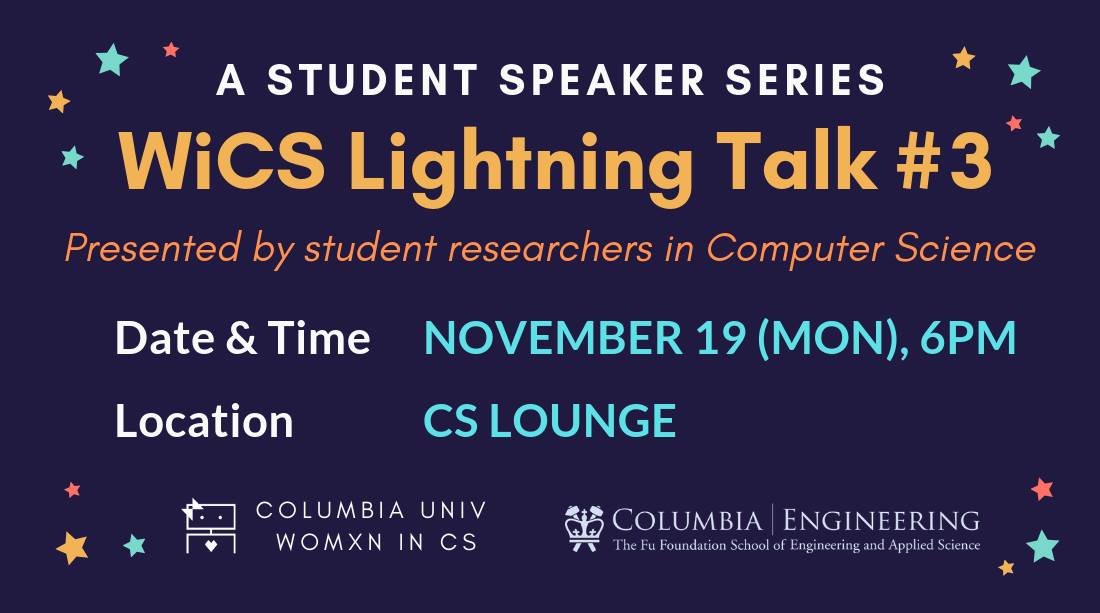 A STUDENT SPEAKER SERIES
WiCS Lightning Talk #3
Presented by student researchers in Computer Science
Date & Time NOVEMBER 19 (MON), 6PM
Location CS LOUNGE
COLUMBIA UNIV
WOMXN IN CS
COLUMBIA | ENGINEERING
The Fu Foundation School of Engineering and Applied Science